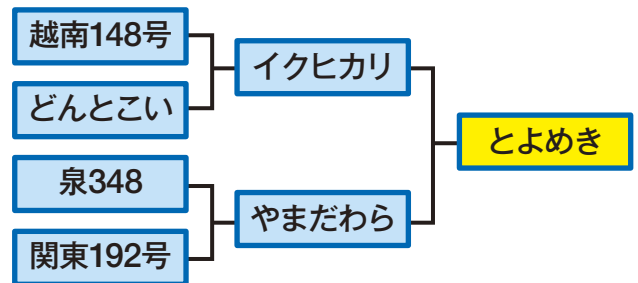 越南148号
どんとこい
イクヒカリ
泉348
関東192号
やまだわら
とよめき